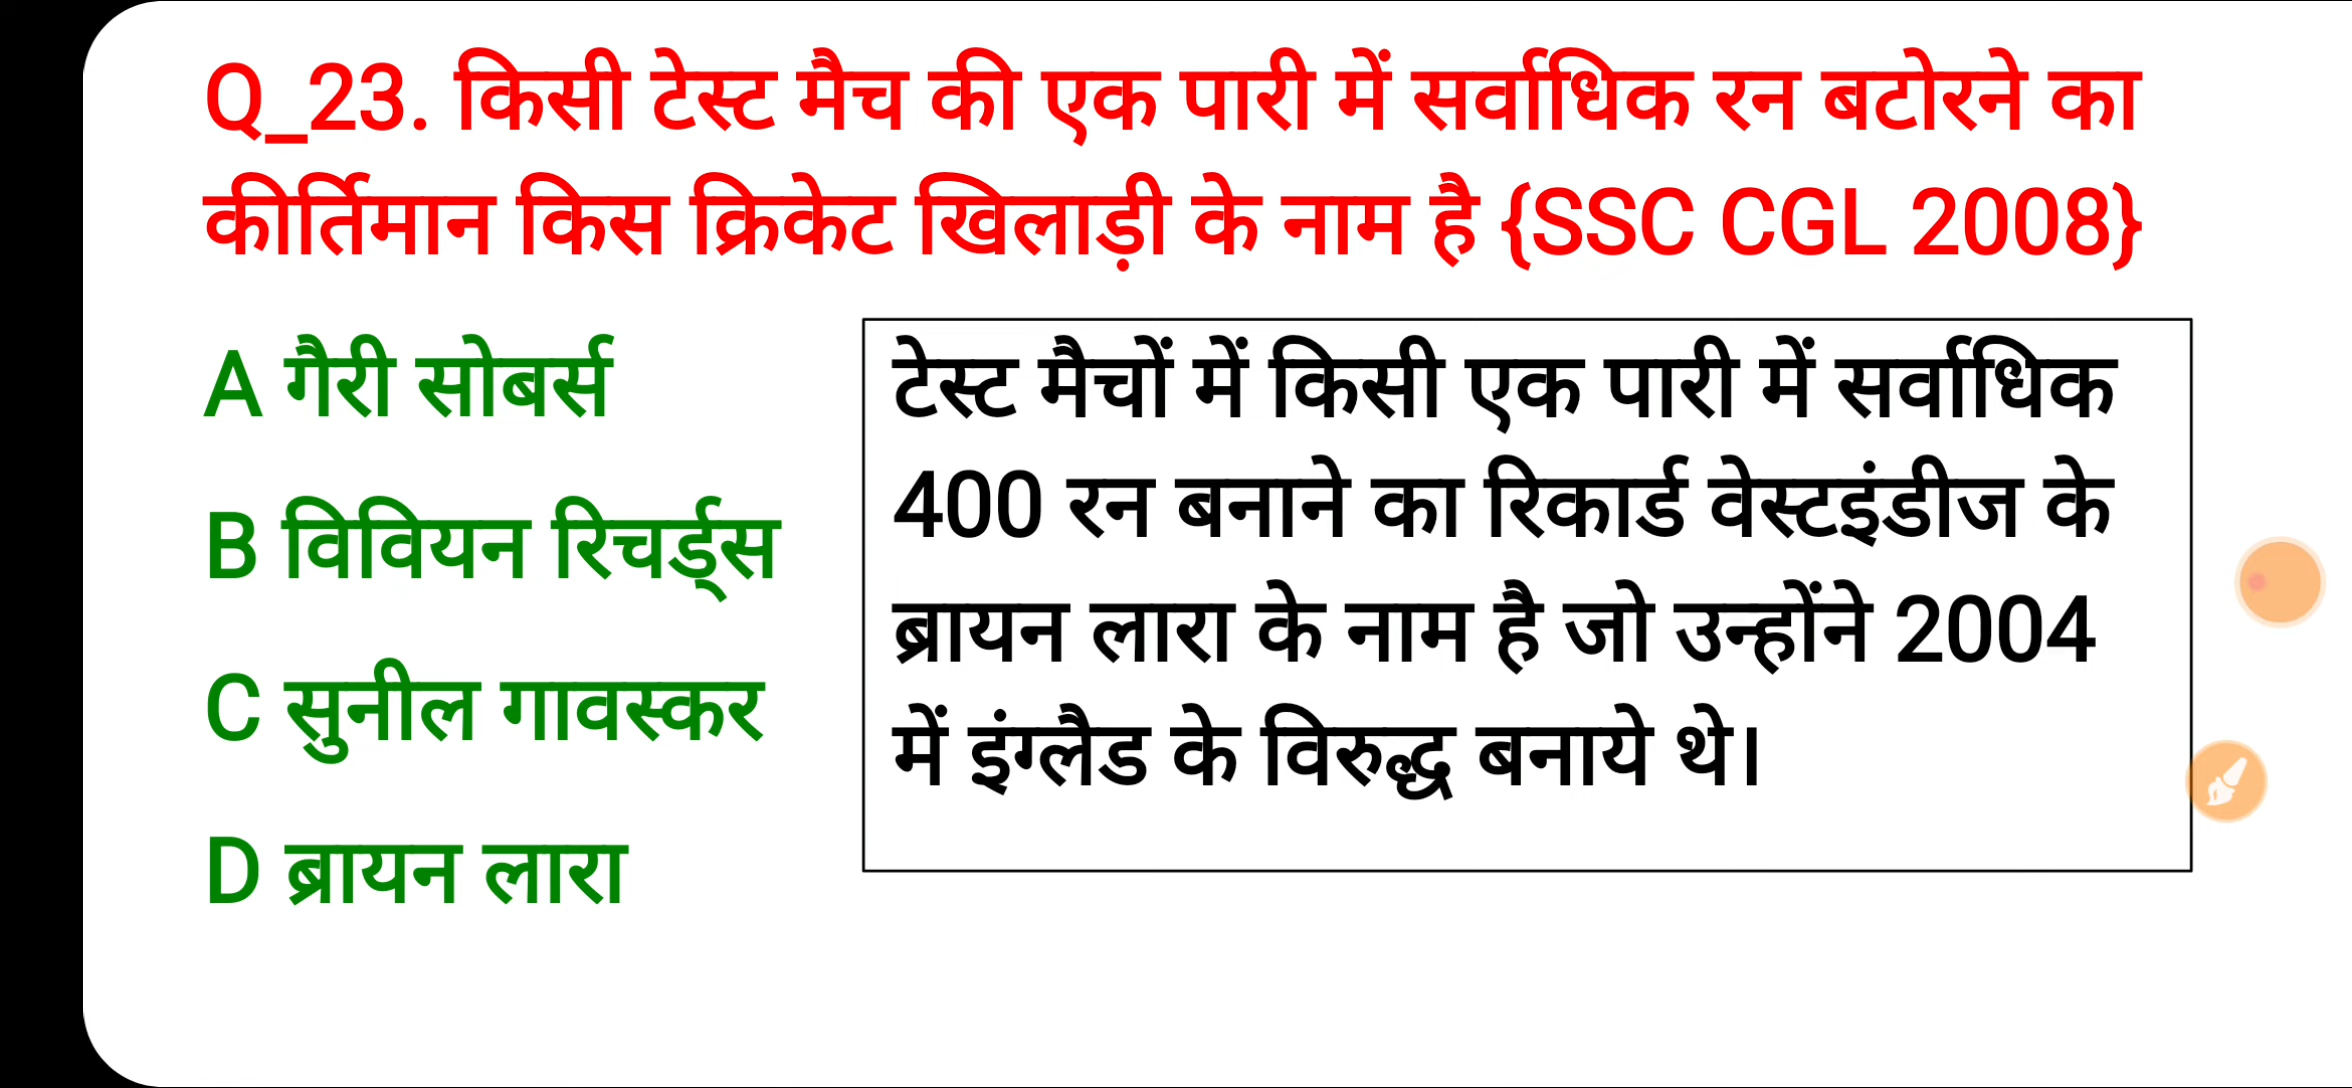 Q_23. किसी टेस्ट मैच की एक पारी में सर्वाधिक रन बटोरने का
कीर्तिमान किस क्रिकेट खिलाड़ी के नाम है {SSC CGL 2008}
A गैरी सोबर्स
B विवियन रिचर्ड्स
C सुनील गावस्कर
D ब्रायन लारा
टेस्ट मैचों में किसी एक पारी में सर्वाधिक
400 रन बनाने का रिकार्ड वेस्टइंडीज के
ब्रायन लारा के नाम है जो उन्होंने 2004
में इंग्लैड के विरुद्ध बनाये थे।